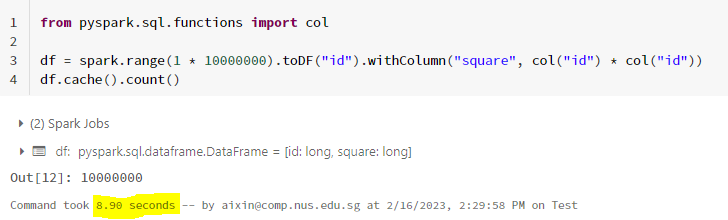 1 from pyspark.sql.functions import col
2
3 df = spark.range(1 * 10000000).toDF("id").withColumn("square", col("id") * col("id"))
4 df.cache().count()
(2) Spark Jobs
df: pyspark.sql.dataframe.DataFrame = [id: long, square: long]
Out[12]: 10000000
Command took 8.90 seconds -- by aixin@comp.nus.edu.sg at 2/16/2023, 2:29:58 PM on Test